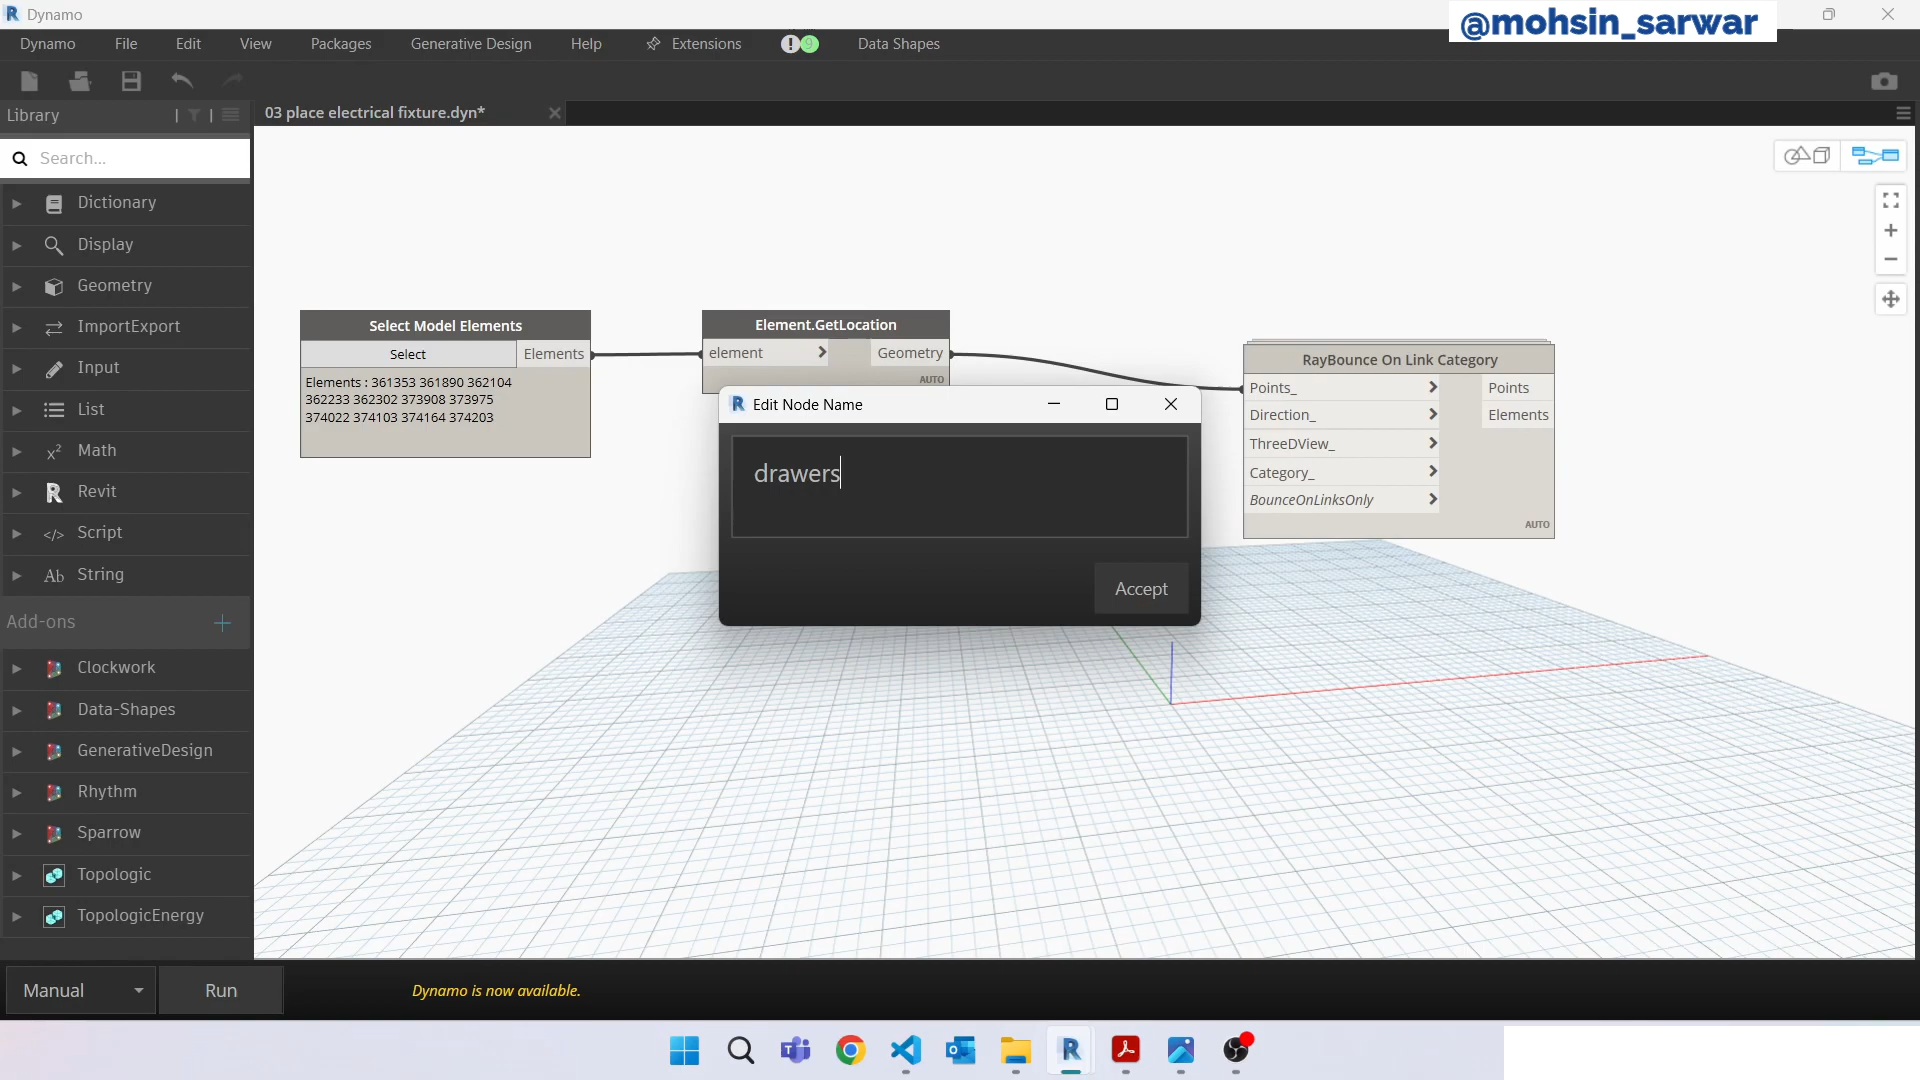 Dynamo
@mohsin_sarwar
Dynamo File Edit View Packages Generative Design Help Extensions 9 Data Shapes
Library
03 place electrical fixture.dyn*
Search...
Dictionary
Display
Geometry
ImportExport
Input
List
Math
Revit
Script
String
Add-ons
Clockwork
Data-Shapes
GenerativeDesign
Rhythm
Sparrow
Topologic
TopologicEnergy
Select Model Elements
Select Elements
Elements : 361353 361890 362104
362233 362302 373908 373975
374022 374103 374164 374203
Element.GetLocation
element Geometry
AUTO
RayBounce On Link Category
Points_ Points
Direction_ Elements
ThreeDView_
Category_
BounceOnLinksOnly
AUTO
Edit Node Name
drawers
Accept
Manual Run Dynamo is now available.